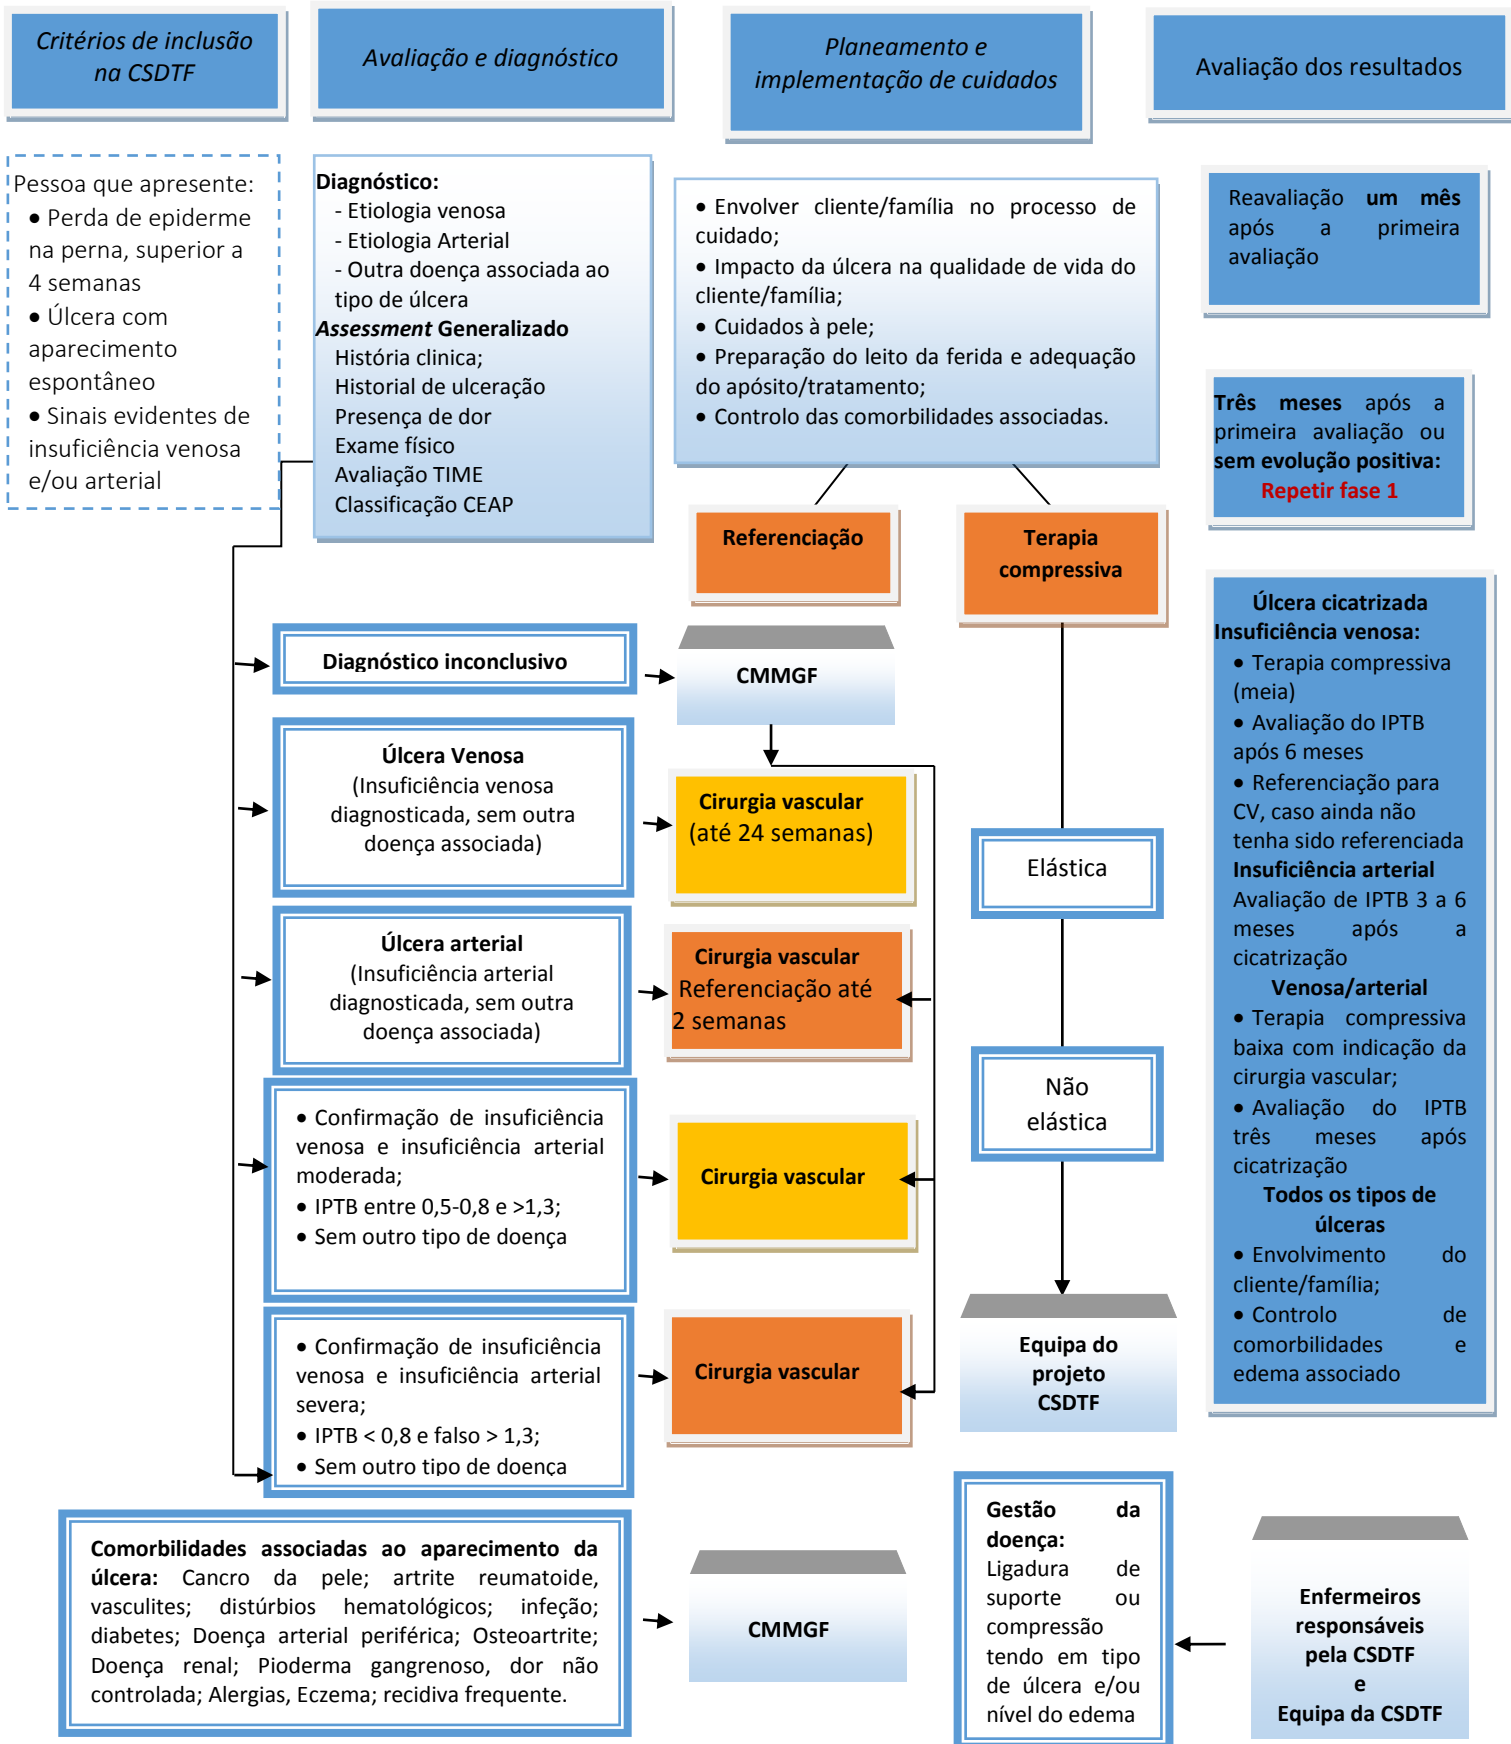 Critérios de inclusão
na CSDTF
Avaliação e diagnóstico
Planeamento e
implementação de cuidados
Avaliação dos resultados
Pessoa que apresente:
• Perda de epiderme
na perna, superior a
4 semanas
• Úlcera com
aparecimento
espontâneo
• Sinais evidentes de
insuficiência venosa
e/ou arterial
Diagnóstico:
- Etiologia venosa
- Etiologia Arterial
- Outra doença associada ao
tipo de úlcera
Assessment Generalizado
História clinica;
Historial de ulceração
Presença de dor
Exame físico
Avaliação TIME
Classificação CEAP
• Envolver cliente/família no processo de
cuidado;
• Impacto da úlcera na qualidade de vida do
cliente/família;
• Cuidados à pele;
• Preparação do leito da ferida e adequação
do apósito/tratamento;
• Controlo das comorbilidades associadas.
Reavaliação um mês
após a primeira
avaliação
Três meses após a
primeira avaliação ou
sem evolução positiva:
Repetir fase 1
Referenciação
Terapia
compressiva
Diagnóstico inconclusivo
CMMGF
Úlcera Venosa
(Insuficiência venosa
diagnosticada, sem outra
doença associada)
Cirurgia vascular
(até 24 semanas)
Úlcera arterial
(Insuficiência arterial
diagnosticada, sem outra
doença associada)
Cirurgia vascular
Referenciação até
2 semanas
• Confirmação de insuficiência
venosa e insuficiência arterial
moderada;
• IPTB entre 0,5-0,8 e >1,3;
• Sem outro tipo de doença
Cirurgia vascular
• Confirmação de insuficiência
venosa e insuficiência arterial
severa;
• IPTB < 0,8 e falso > 1,3;
• Sem outro tipo de doença
Cirurgia vascular
Elástica
Não
elástica
Equipa do
projeto
CSDTF
Úlcera cicatrizada
Insuficiência venosa:
• Terapia compressiva
(meia)
• Avaliação do IPTB
após 6 meses
• Referenciação para
CV, caso ainda não
tenha sido referenciada
Insuficiência arterial
Avaliação de IPTB 3 a 6
meses após a
cicatrização
Venosa/arterial
• Terapia compressiva
baixa com indicação da
cirurgia vascular;
• Avaliação do IPTB
três meses após
cicatrização
Todos os tipos de
úlceras
• Envolvimento do
cliente/família;
• Controlo de
comorbilidades e
edema associado
Comorbilidades associadas ao aparecimento da
úlcera: Cancro da pele; artrite reumatoide,
vasculites; distúrbios hematológicos; infeção;
diabetes; Doença arterial periférica; Osteoartrite;
Doença renal; Pioderma gangrenoso, dor não
controlada; Alergias, Eczema; recidiva frequente.
CMMGF
Gestão da
doença:
Ligadura de
suporte ou
compressão
tendo em tipo
de úlcera e/ou
nível do edema
Enfermeiros
responsáveis
pela CSDTF
e
Equipa da CSDTF